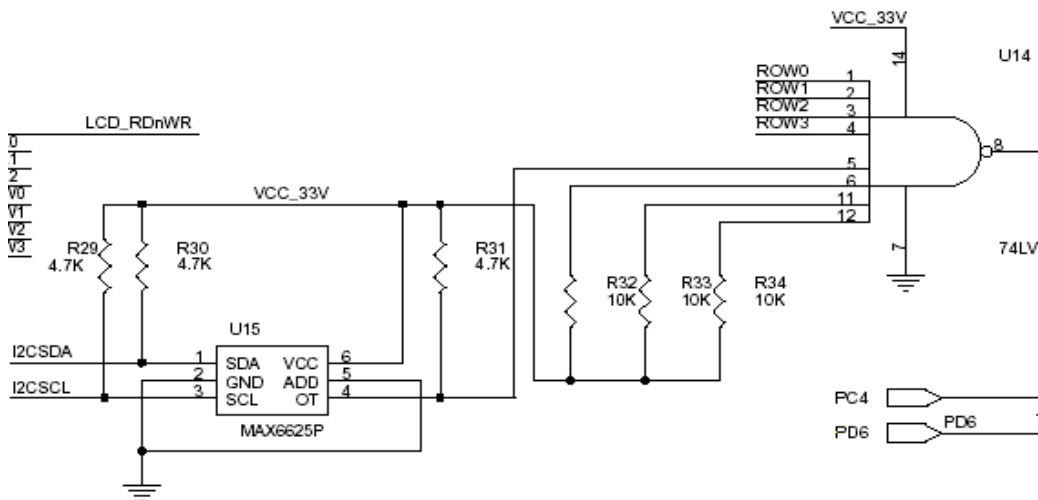 VCC_33V
14
U14
ROW0 1
ROW1 2
ROW2 3
ROW3 4
LCD_RDnWR
0
1
2
V0
V1
V2
V3
8
5
6
11
12
VCC_33V
R29 4.7K
R30 4.7K
R31 4.7K
7
74LV
R32 10K
R33 10K
R34 10K
U15
I2CSDA 1 SDA VCC 6
2 GND ADD 5
I2CSCL 3 SCL OT 4
MAX6625P
PC4
PD6 PD6